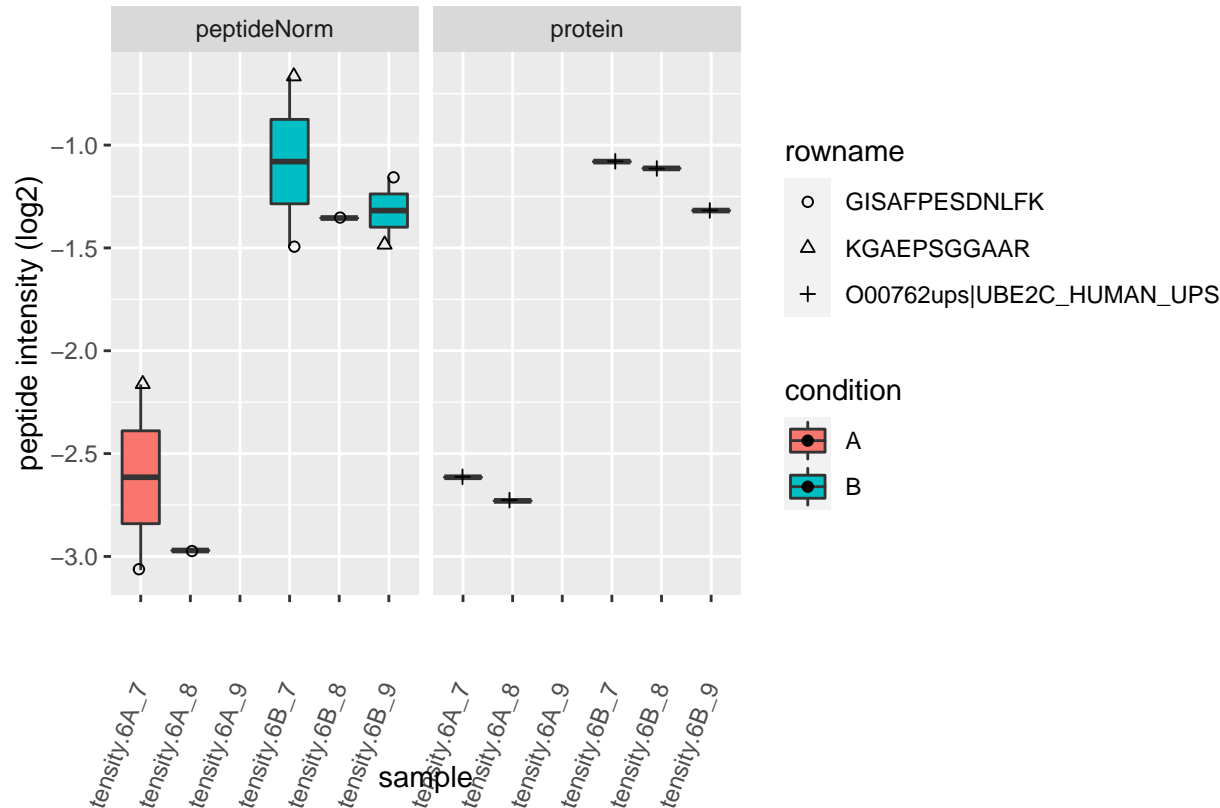 peptideNorm
protein
peptide intensity (log2)
−1.0
−1.5
−2.0
−2.5
−3.0
tensity.6A_7
tensity.6A_8
tensity.6A_9
tensity.6B_7
tensity.6B_8
tensity.6B_9
tensity.6A_7
tensity.6A_8
tensity.6A_9
tensity.6B_7
tensity.6B_8
tensity.6B_9
sample
rowname
GISAFPESDNLFK
KGAEPSGGAAR
O00762ups|UBE2C_HUMAN_UPS
condition
A
B